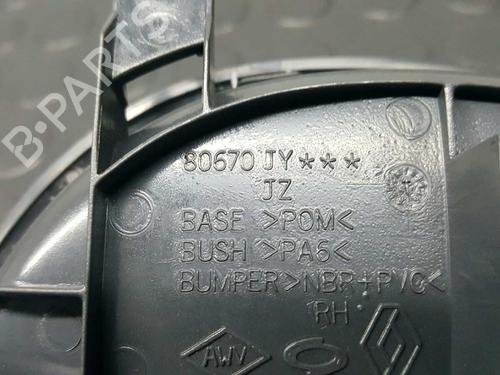 B-PARTS
80670 JY***
JZ
BASE >POM<
BUSH >PA6<
BUMPER >NBR+PVC<
RH
AWV